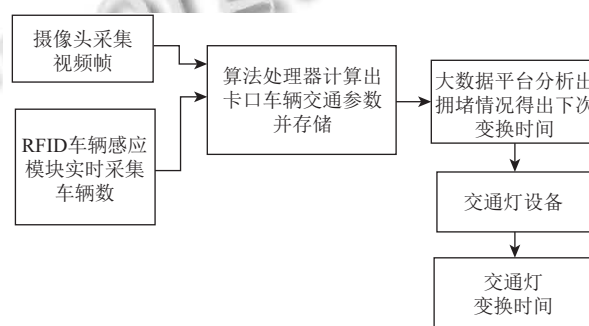 摄像头采集
视频帧
RFID车辆感应
模块实时采集
车辆数
算法处理器计算出
卡口车辆交通参数
并存储
大数据平台分析出
拥堵情况得出下次
变换时间
交通灯设备
交通灯
变换时间